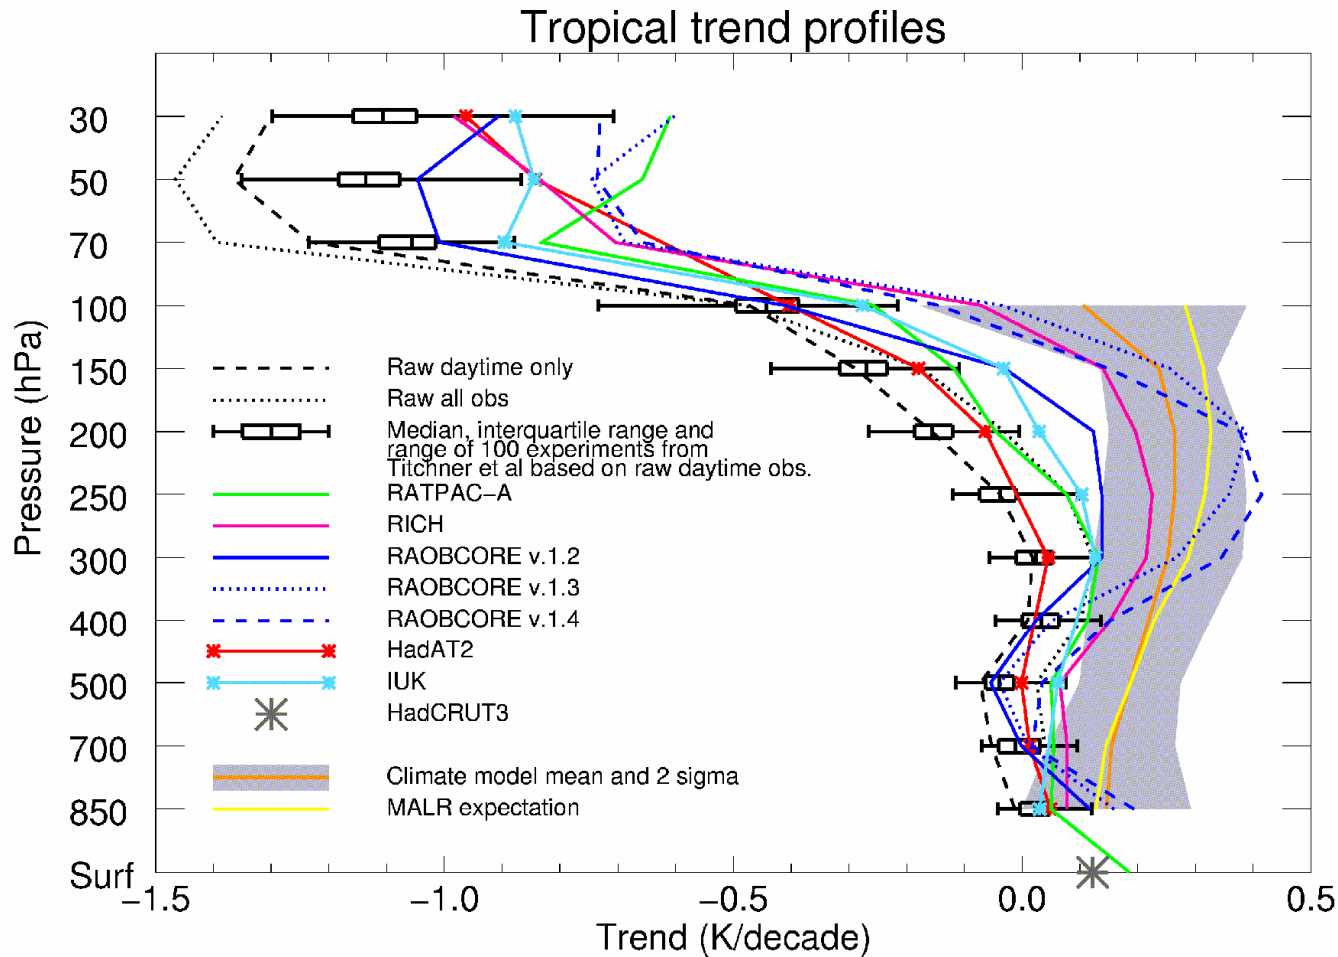 Tropical trend profiles
Pressure (hPa)
30
50
70
100
150
200
250
300
400
500
700
850
Surf
Raw daytime only
Raw all obs
Median, interquartile range and
range of 100 experiments from
Titchner et al based on raw daytime obs.
RATPAC-A
RICH
RAOBCORE v.1.2
RAOBCORE v.1.3
RAOBCORE v.1.4
HadAT2
IUK
HadCRUT3
Climate model mean and 2 sigma
MALR expectation
-1.5 -1.0 -0.5 0.0 0.5
Trend (K/decade)